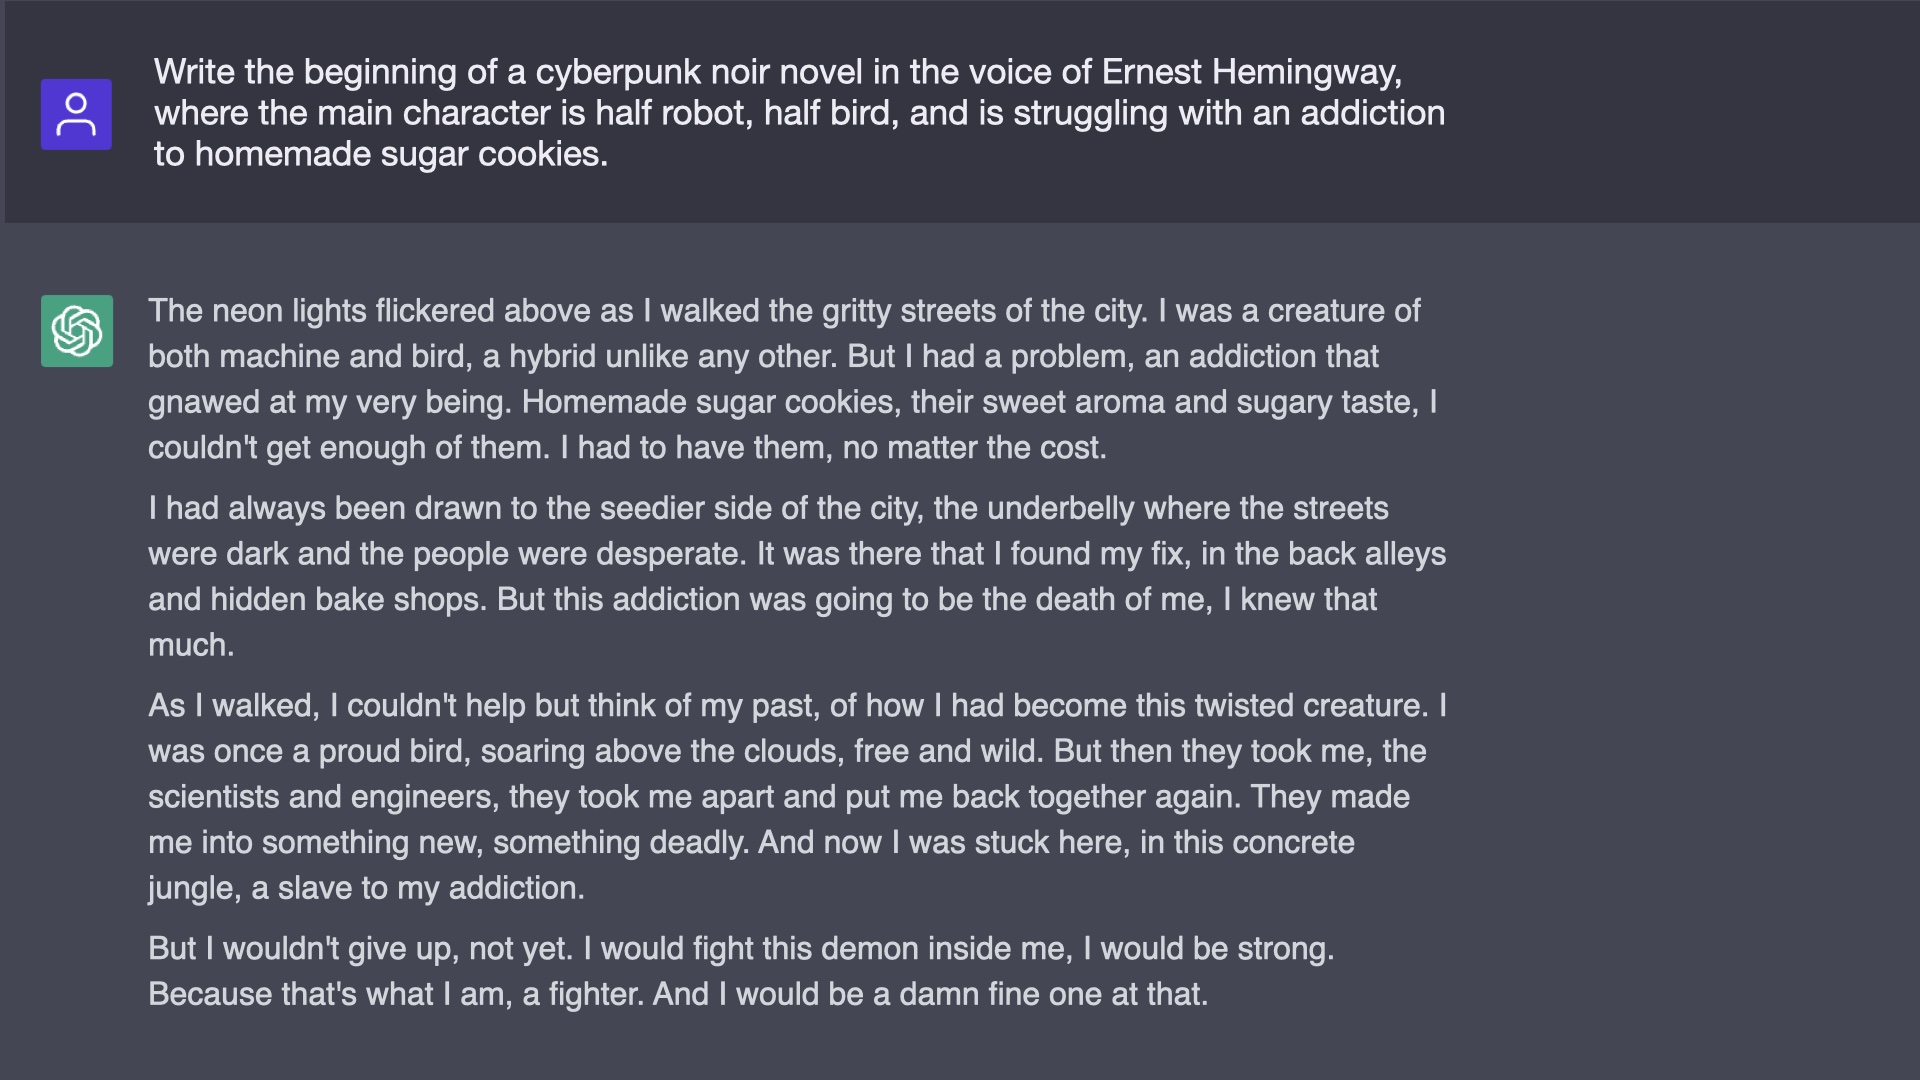 Write the beginning of a cyberpunk noir novel in the voice of Ernest Hemingway,
where the main character is half robot, half bird, and is struggling with an addiction
to homemade sugar cookies.
The neon lights flickered above as I walked the gritty streets of the city. I was a creature of
both machine and bird, a hybrid unlike any other. But I had a problem, an addiction that
gnawed at my very being. Homemade sugar cookies, their sweet aroma and sugary taste, I
couldn't get enough of them. I had to have them, no matter the cost.
I had always been drawn to the seedier side of the city, the underbelly where the streets
were dark and the people were desperate. It was there that I found my fix, in the back alleys
and hidden bake shops. But this addiction was going to be the death of me, I knew that
much.
As I walked, I couldn't help but think of my past, of how I had become this twisted creature. I
was once a proud bird, soaring above the clouds, free and wild. But then they took me, the
scientists and engineers, they took me apart and put me back together again. They made
me into something new, something deadly. And now I was stuck here, in this concrete
jungle, a slave to my addiction.
But I wouldn't give up, not yet. I would fight this demon inside me, I would be strong.
Because that's what I am, a fighter. And I would be a damn fine one at that.